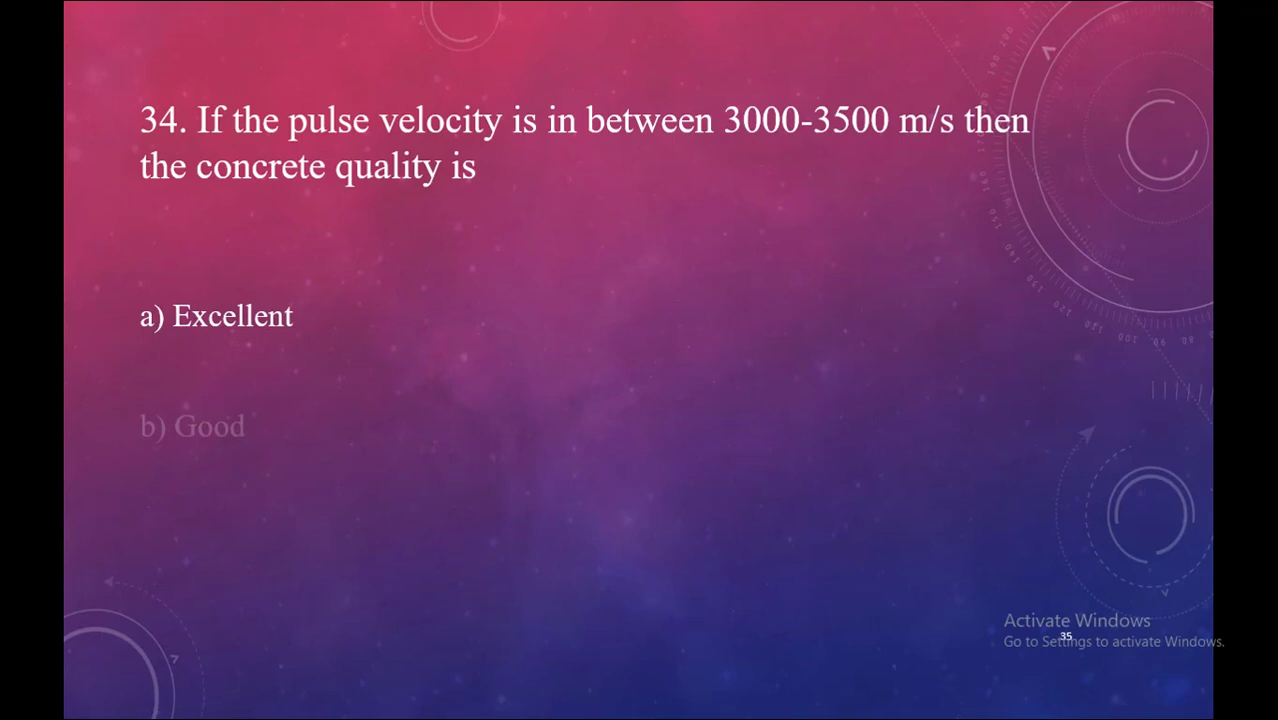 34. If the pulse velocity is in between 3000-3500 m/s then
the concrete quality is
a) Excellent
b) Good
Activate Windows
35
Go to Settings to activate Windows.